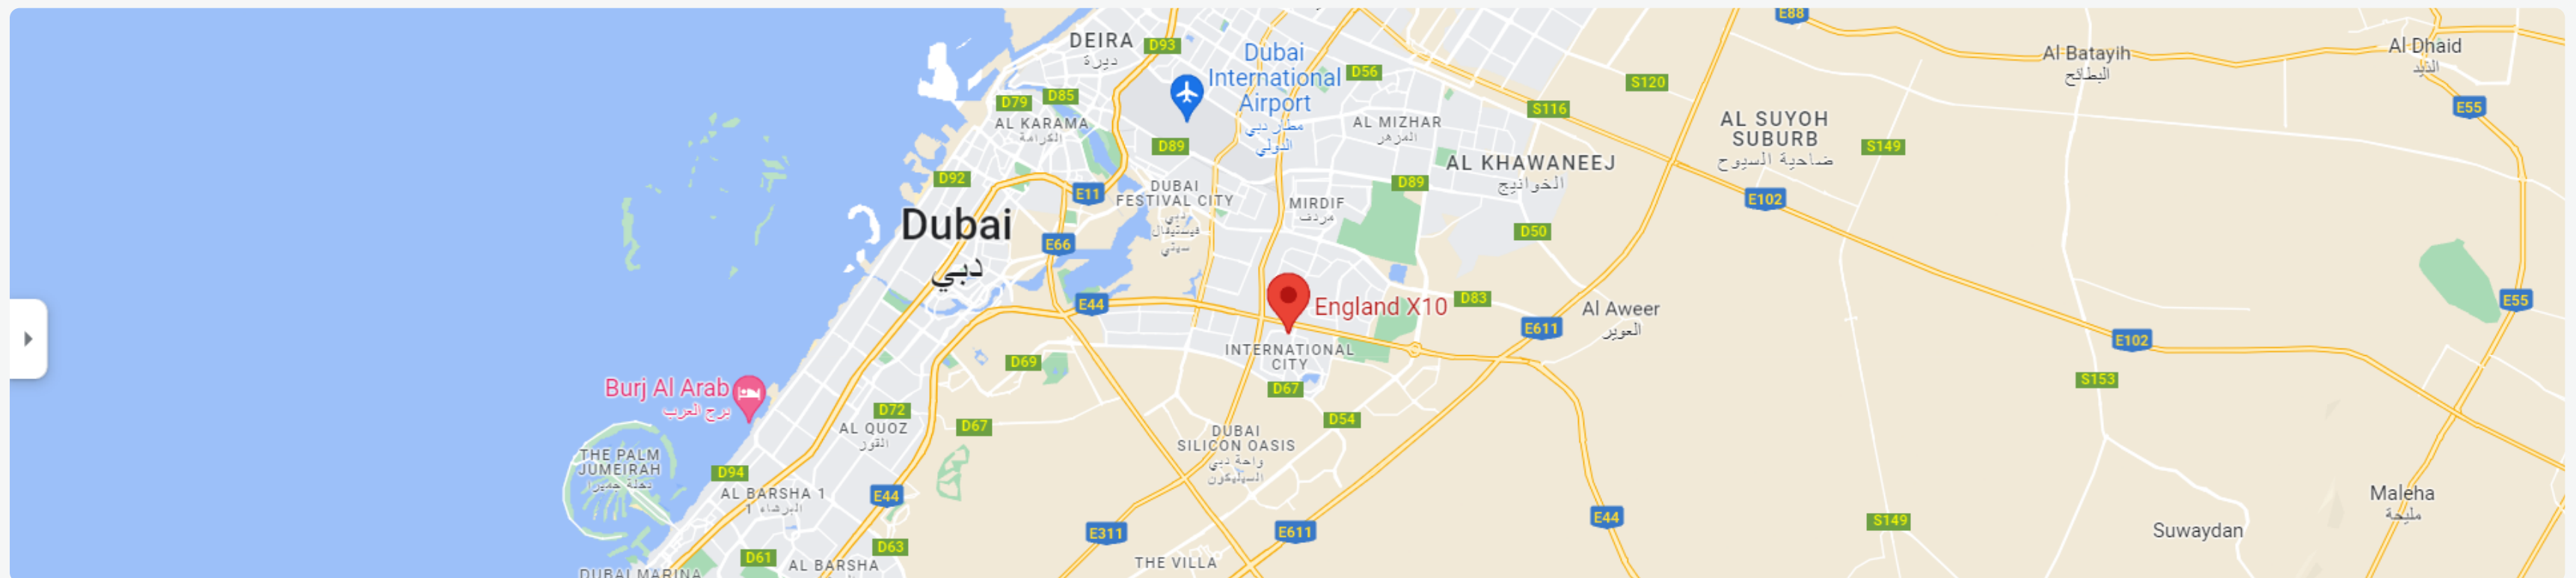 E88
DEIRA
ديرة
D93
Dubai
International
Airport
مطار دبي
الدولي
D56
Al Batayih
البطائح
Al Dhaid
الذيد
E55
S120
S116
D79
D85
AL KARAMA
الكرامة
AL MIZHAR
المزهر
AL SUYOH
SUBURB
ضاحية السيوح
S149
D89
AL KHAWANEEJ
الخوانيج
D92
E11
DUBAI
FESTIVAL CITY
دبي
فيستيفال
سيتي
D89
MIRDIF
مردف
E102
Dubai
دبي
E66
D50
E44
England X10
D83
E611
Al Aweer
العوير
E55
INTERNATIONAL
CITY
D67
E102
S153
D69
Burj Al Arab
برج العرب
D72
AL QUOZ
القوز
D67
D54
DUBAI
SILICON OASIS
واحة دبي
السيليكون
THE PALM
JUMEIRAH
نخلة جميرا
D94
AL BARSHA 1
البرشاء 1
E44
E311
E611
E44
S149
Maleha
مليحة
Suwaydan
D63
D61
AL BARSHA
THE VILLA
DUBAI MARINA